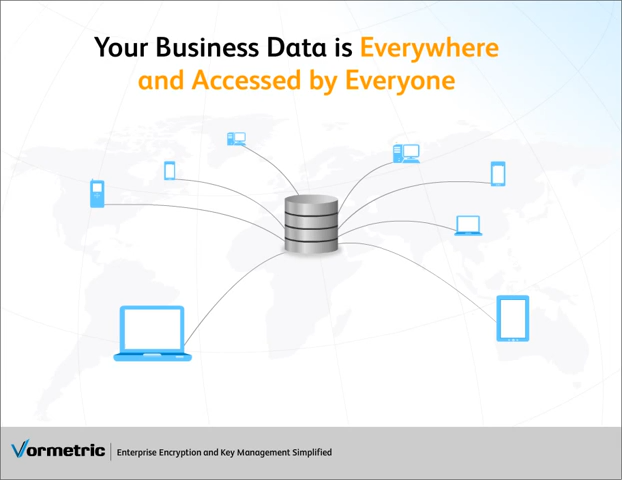 Your Business Data is Everywhere
and Accessed by Everyone
Vormetric Enterprise Encryption and Key Management Simplified